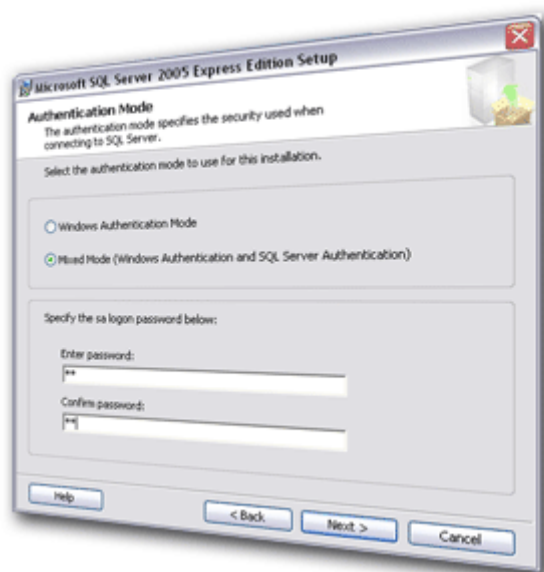 Microsoft SQL Server 2005 Express Edition Setup
Authentication Mode
The authentication mode specifies the security used when
connecting to SQL Server.
Select the authentication mode to use for this installation.
Windows Authentication Mode
Mixed Mode (Windows Authentication and SQL Server Authentication)
Specify the sa logon password below:
Enter password:
**
Confirm password:
**
Help
< Back
Next >
Cancel